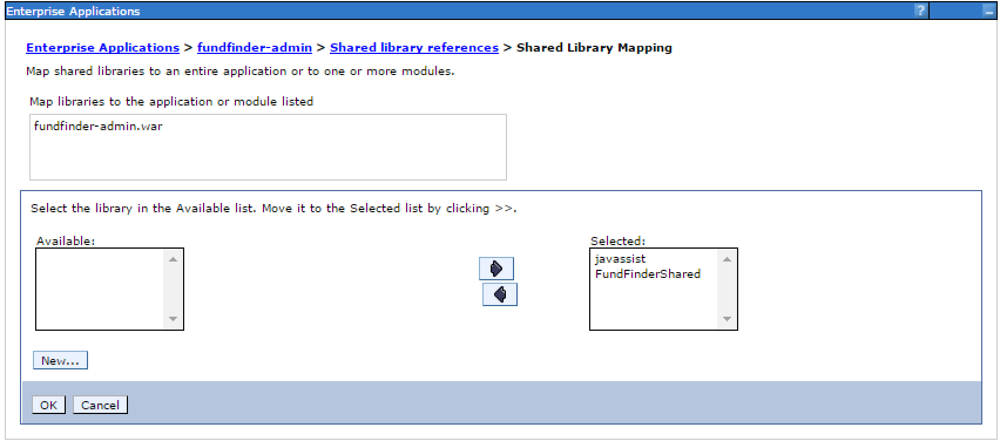 Enterprise Applications ?
Enterprise Applications > fundfinder-admin > Shared library references > Shared Library Mapping
Map shared libraries to an entire application or to one or more modules.
Map libraries to the application or module listed
fundfinder-admin.war
Select the library in the Available list. Move it to the Selected list by clicking >>.
Available:
Selected:
javassist
FundFinderShared
New...
OK Cancel